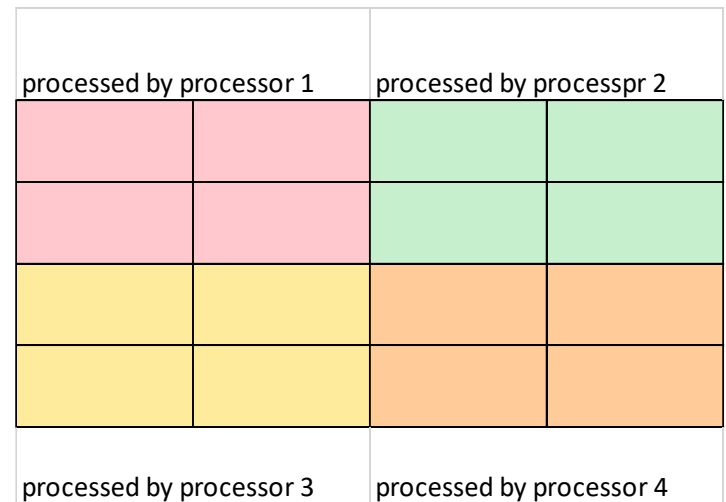 processed by processor 1
processed by processpr 2
processed by processor 3
processed by processor 4